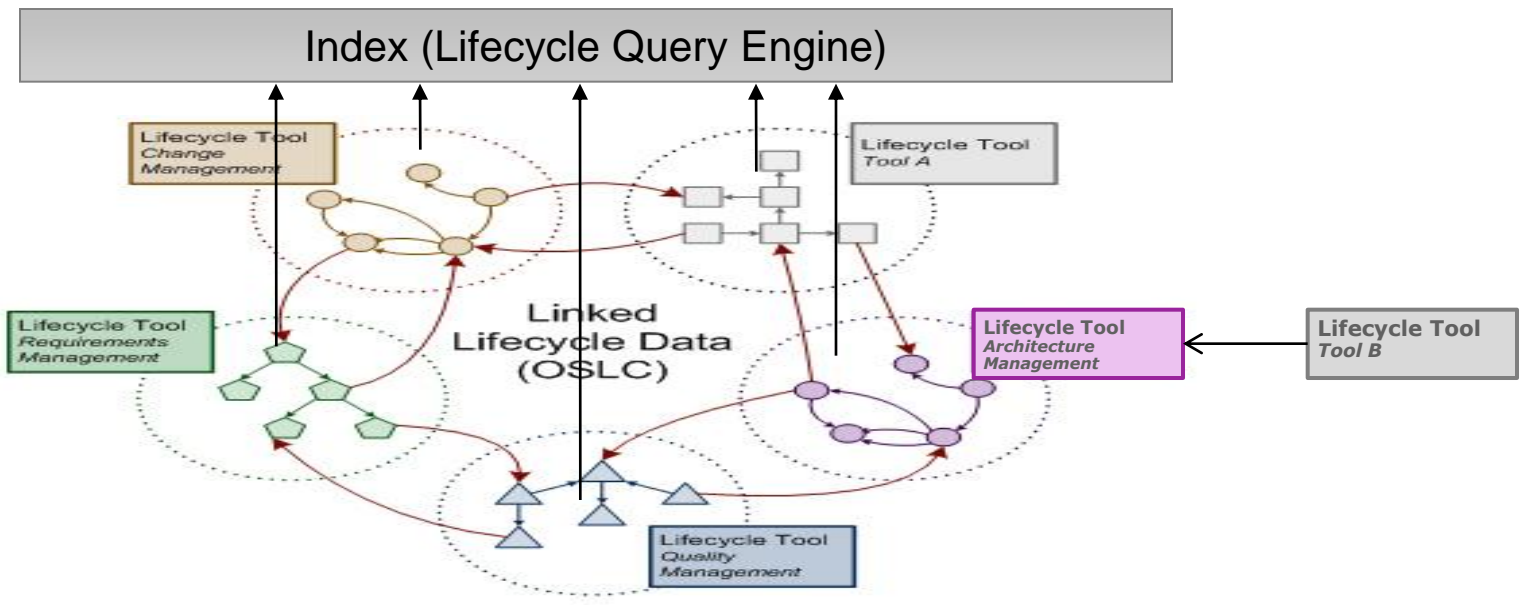 Index (Lifecycle Query Engine)
Lifecycle Tool
Change
Management
Lifecycle Tool
Tool A
Linked
Lifecycle Data
(OSLC)
Lifecycle Tool
Requirements
Management
Lifecycle Tool
Architecture
Management
Lifecycle Tool
Tool B
Lifecycle Tool
Quality
Management